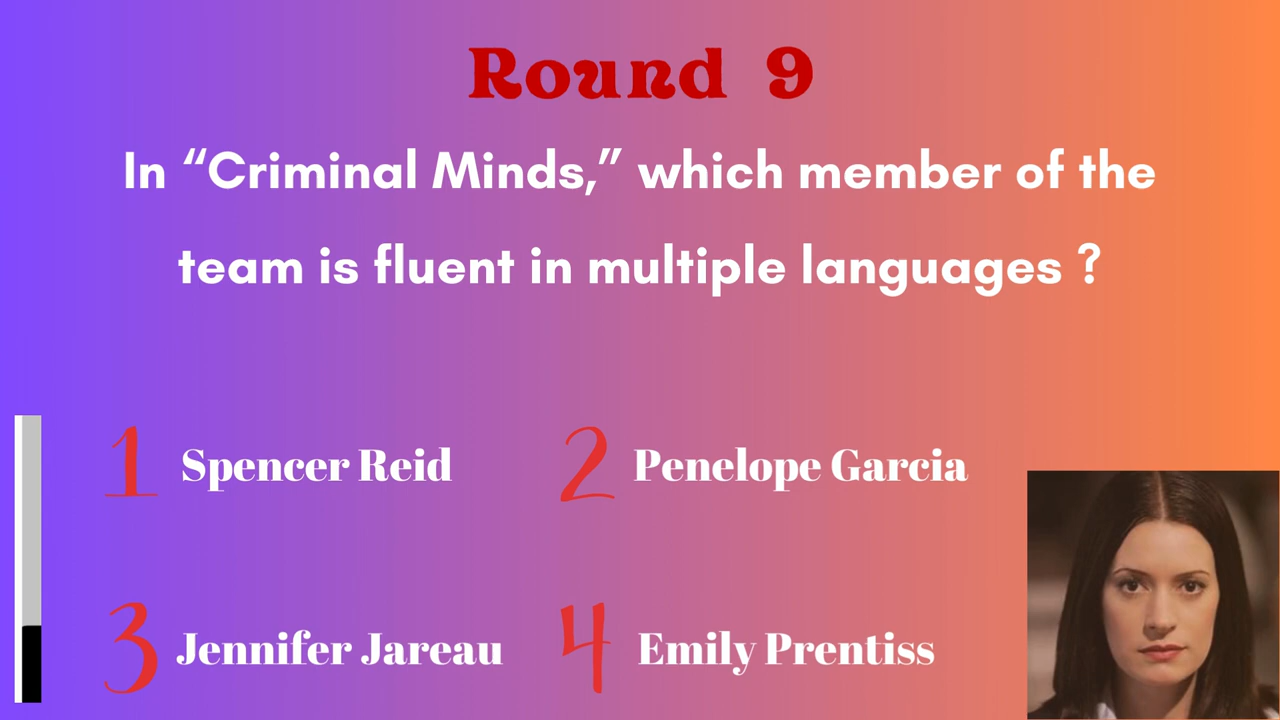 Round 9
In “Criminal Minds,” which member of the
team is fluent in multiple languages ?
1 Spencer Reid
2 Penelope Garcia
3 Jennifer Jareau
4 Emily Prentiss